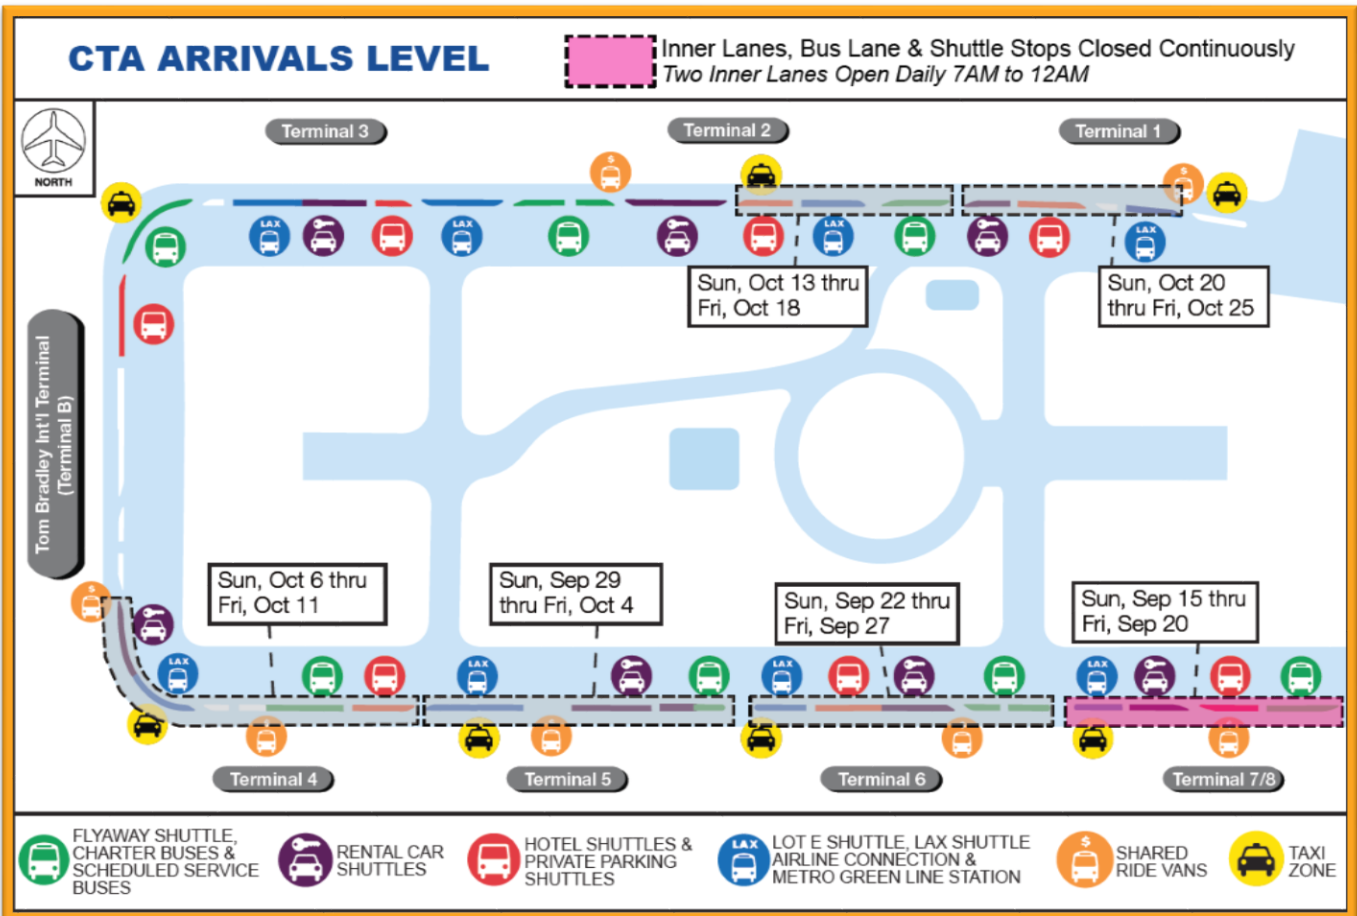 CTA ARRIVALS LEVEL
Inner Lanes, Bus Lane & Shuttle Stops Closed Continuously
Two Inner Lanes Open Daily 7AM to 12AM
NORTH
Terminal 3
Terminal 2
Terminal 1
$
$
LAX
LAX
LAX
LAX
Sun, Oct 13 thru
Fri, Oct 18
Sun, Oct 20
thru Fri, Oct 25
Tom Bradley Int'l Terminal
(Terminal B)
Sun, Oct 6 thru
Fri, Oct 11
Sun, Sep 29
thru Fri, Oct 4
Sun, Sep 22 thru
Fri, Sep 27
Sun, Sep 15 thru
Fri, Sep 20
$
LAX
LAX
LAX
LAX
$
$
$
$
Terminal 4
Terminal 5
Terminal 6
Terminal 7/8
FLYAWAY SHUTTLE,
CHARTER BUSES &
SCHEDULED SERVICE
BUSES
RENTAL CAR
SHUTTLES
HOTEL SHUTTLES &
PRIVATE PARKING
SHUTTLES
LAX
LOT E SHUTTLE, LAX SHUTTLE
AIRLINE CONNECTION &
METRO GREEN LINE STATION
$
SHARED
RIDE VANS
TAXI
ZONE